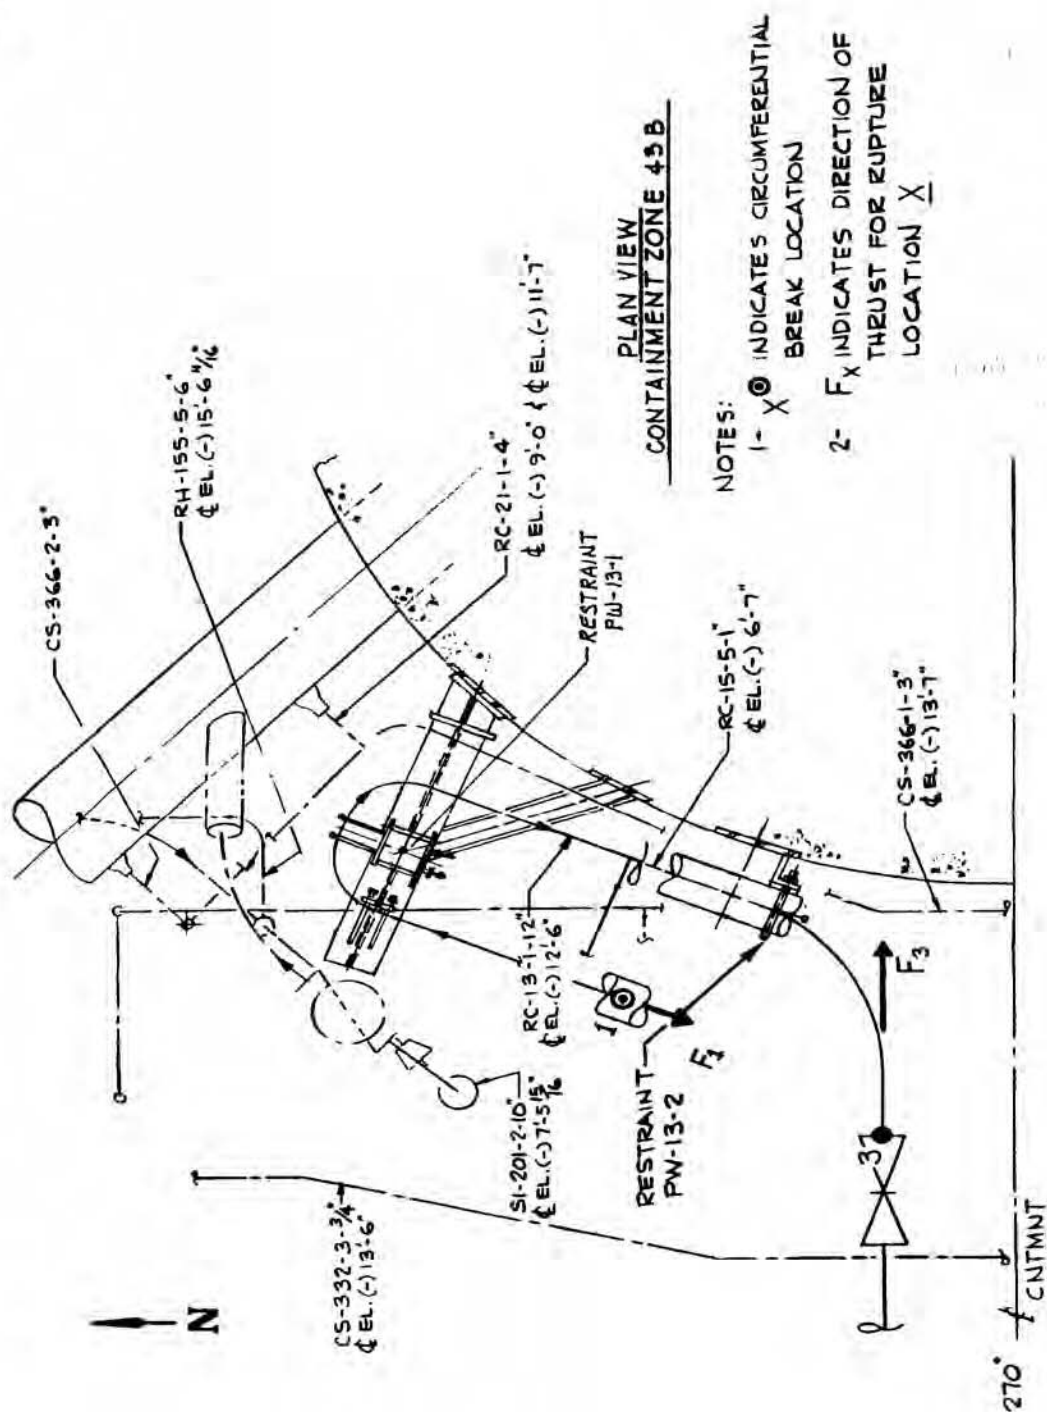 PLAN VIEW
CONTAINMENT ZONE 43B
NOTES:
1- X INDICATES CIRCUMFERENTIAL
BREAK LOCATION
2- Fx INDICATES DIRECTION OF
THRUST FOR RUPTURE
LOCATION X
CS-366-2-3"
RH-155-5-6"
℄ EL.(-) 15'-6 11/16"
RC-21-1-4"
℄ EL.(-) 9'-0" & ℄ EL.(-) 11'-7"
RESTRAINT
PW-13-1
RC-15-5-1"
℄ EL.(-) 6'-7"
CS-366-1-3"
℄ EL.(-) 13'-7"
RC-13-1-12"
℄ EL.(-) 12'-6"
1
F1
F3
3
RESTRAINT
PW-13-2
SI-201-2-10"
℄ EL.(-) 7'-5 15/16"
CS-332-3-3/4"
℄ EL.(-) 13'-6"
N
270°
℄ CNTMNT